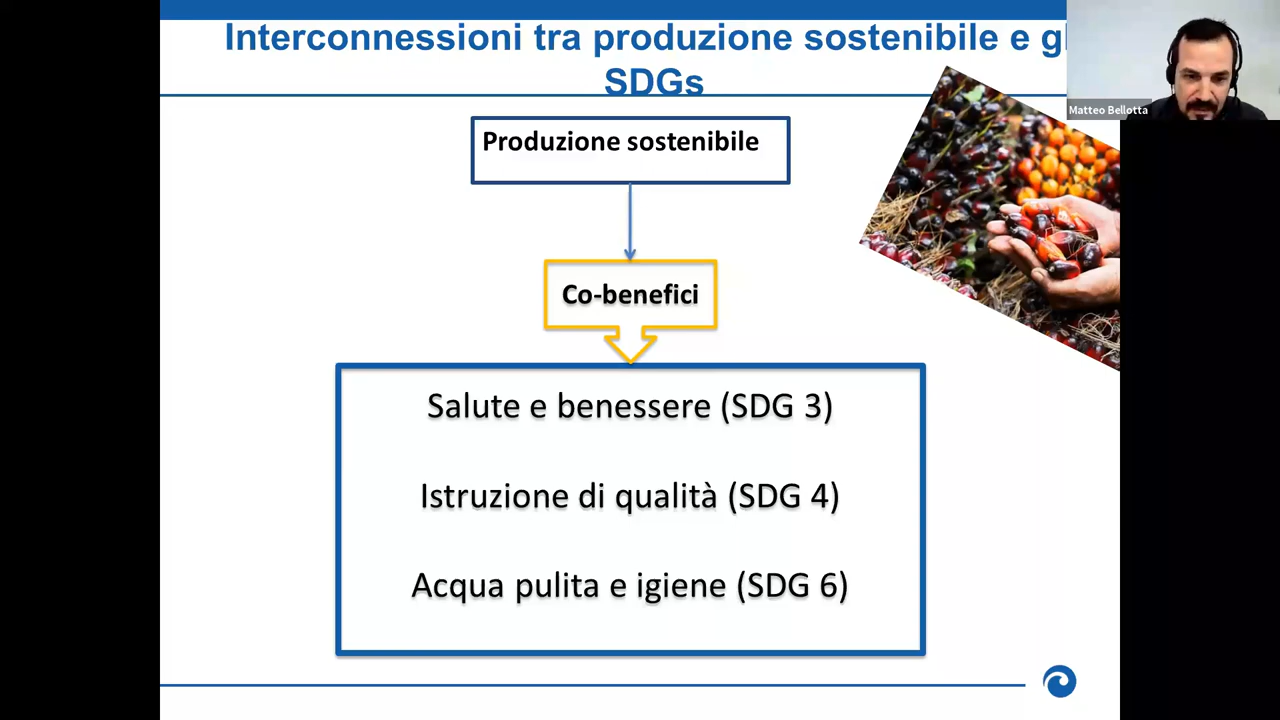 Interconnessioni tra produzione sostenibile e gl
SDGs
Matteo Bellotta
Produzione sostenibile
Co-benefici
Salute e benessere (SDG 3)
Istruzione di qualità (SDG 4)
Acqua pulita e igiene (SDG 6)